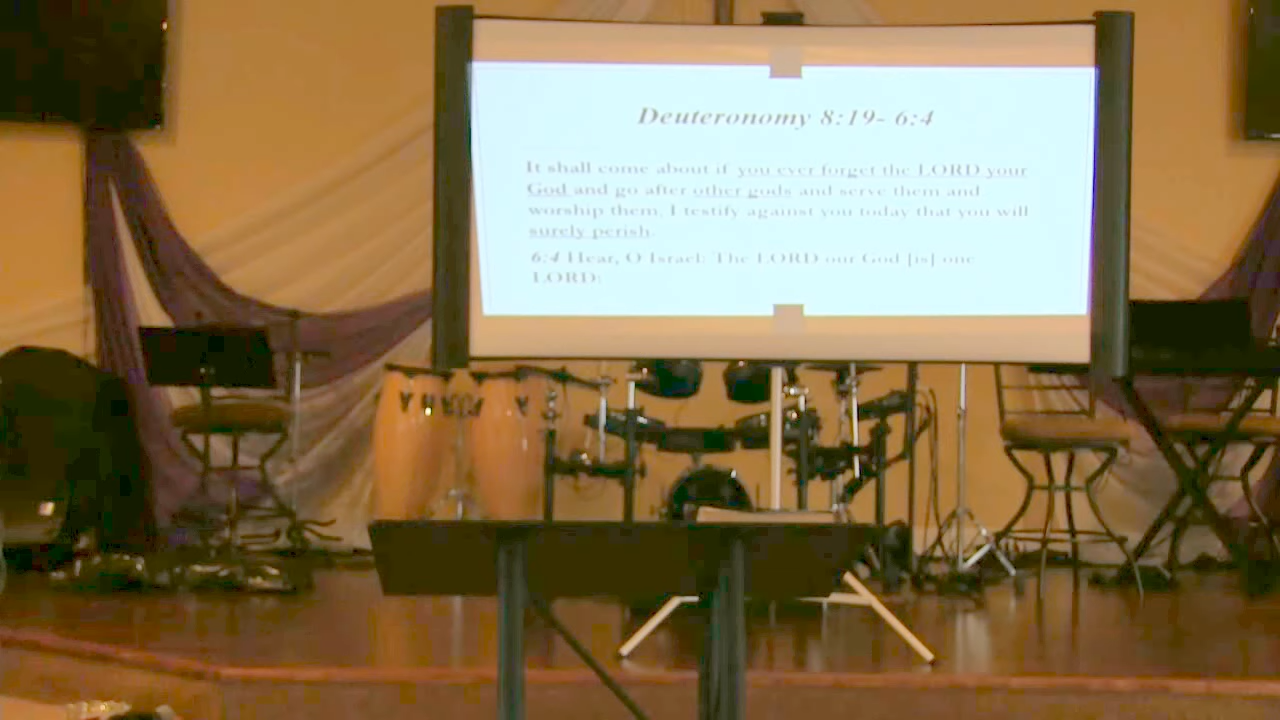 Deuteronomy 8:19- 6:4
It shall come about if you ever forget the LORD your
God and go after other gods and serve them and
worship them, I testify against you today that you will
surely perish.
6:4 Hear, O Israel: The LORD our God [is] one
LORD: